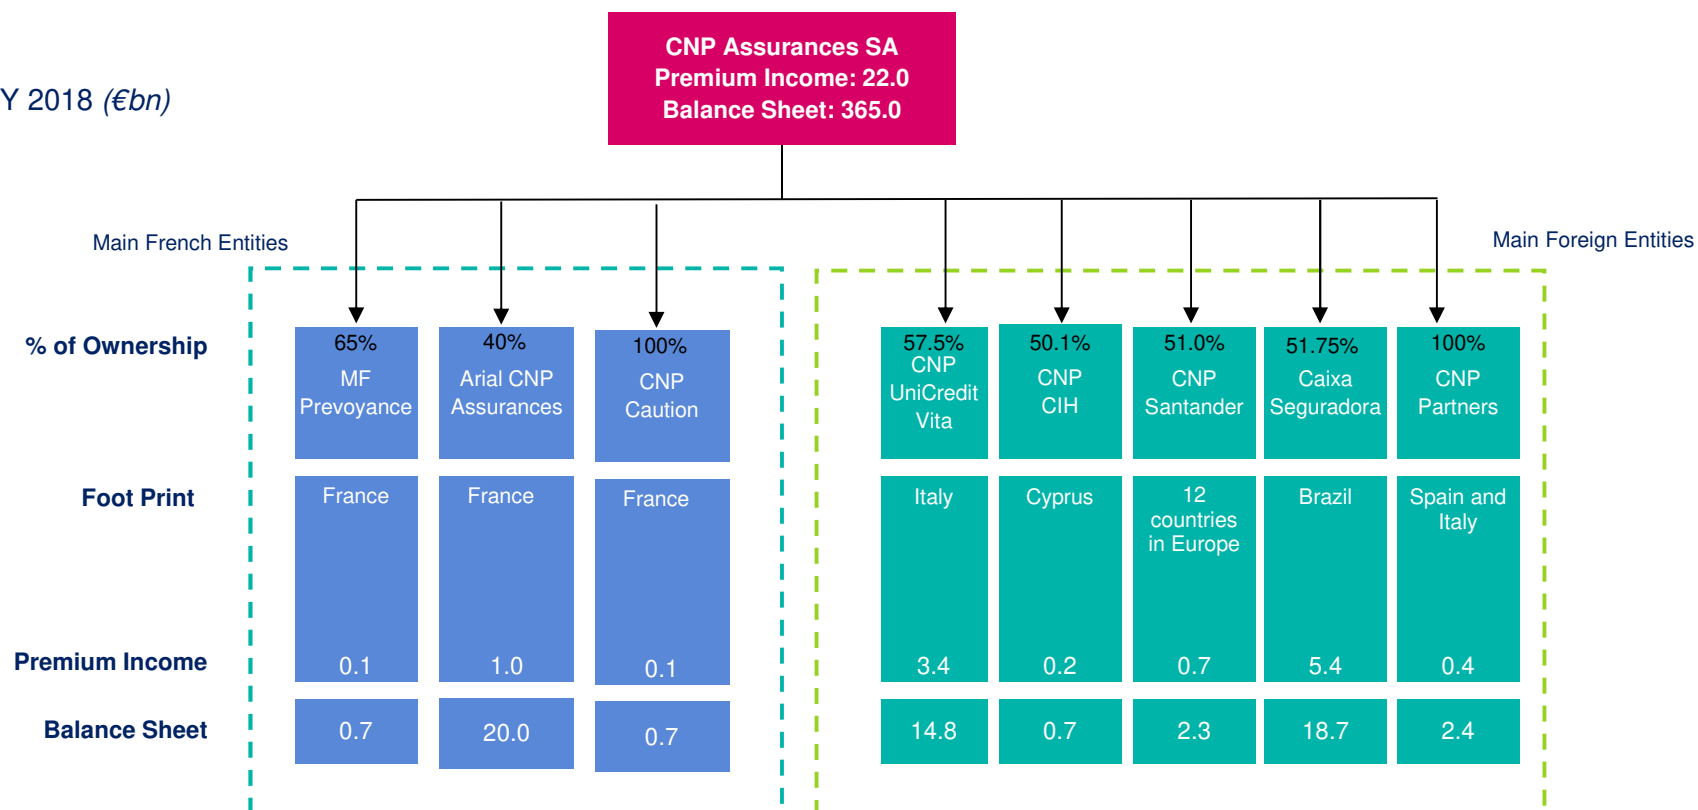 CNP Assurances SA
Premium Income: 22.0
Balance Sheet: 365.0
Y 2018 (€bn)
Main French Entities
Main Foreign Entities
% of Ownership
65%
MF
Prevoyance
40%
Arial CNP
Assurances
100%
CNP
Caution
57.5%
CNP
UniCredit
Vita
50.1%
CNP
CIH
51.0%
CNP
Santander
51.75%
Caixa
Seguradora
100%
CNP
Partners
Foot Print
France
France
France
Italy
Cyprus
12
countries
in Europe
Brazil
Spain and
Italy
Premium Income
0.1
1.0
0.1
3.4
0.2
0.7
5.4
0.4
Balance Sheet
0.7
20.0
0.7
14.8
0.7
2.3
18.7
2.4